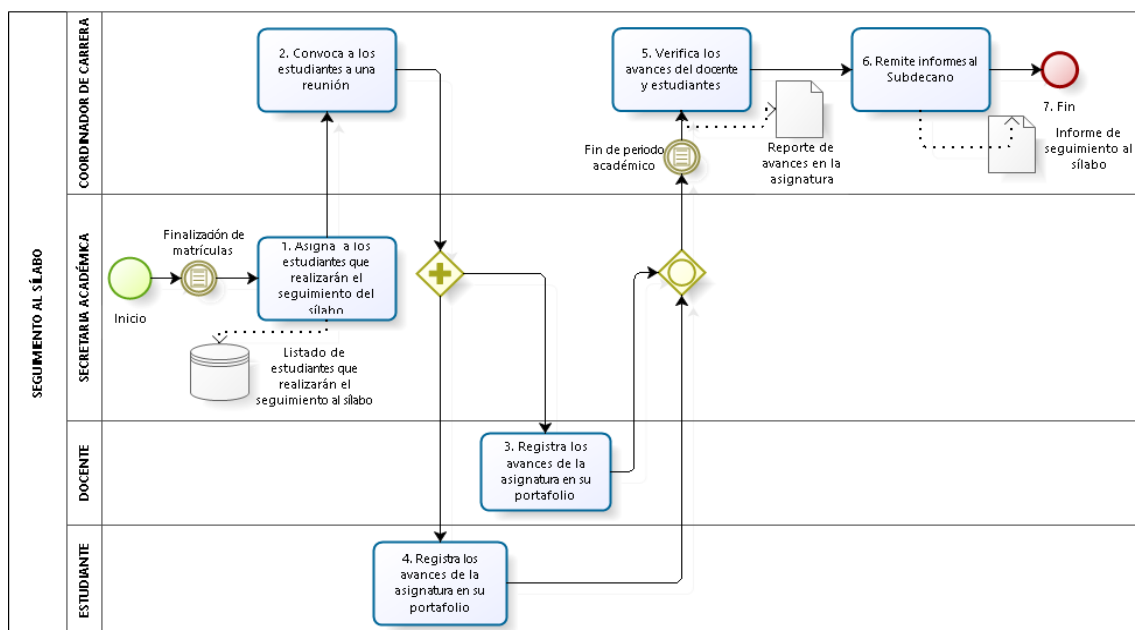 SEGUIMIENTO AL SÍLABO
COORDINADOR DE CARRERA
2. Convoca a los
estudiantes a una
reunión
5. Verifica los
avances del docente
y estudiantes
6. Remite informes al
Subdecano
7. Fin
Fin de periodo
académico
Reporte de
avances en la
asignatura
Informe de
seguimiento al
sílabo
SECRETARIA ACADÉMICA
Finalización de
matrículas
Inicio
1. Asigna a los
estudiantes que
realizarán el
seguimiento del
sílabo
Listado de
estudiantes que
realizarán el
seguimiento al sílabo
DOCENTE
3. Registra los
avances de la
asignatura en su
portafolio
ESTUDIANTE
4. Registra los
avances de la
asignatura en su
portafolio